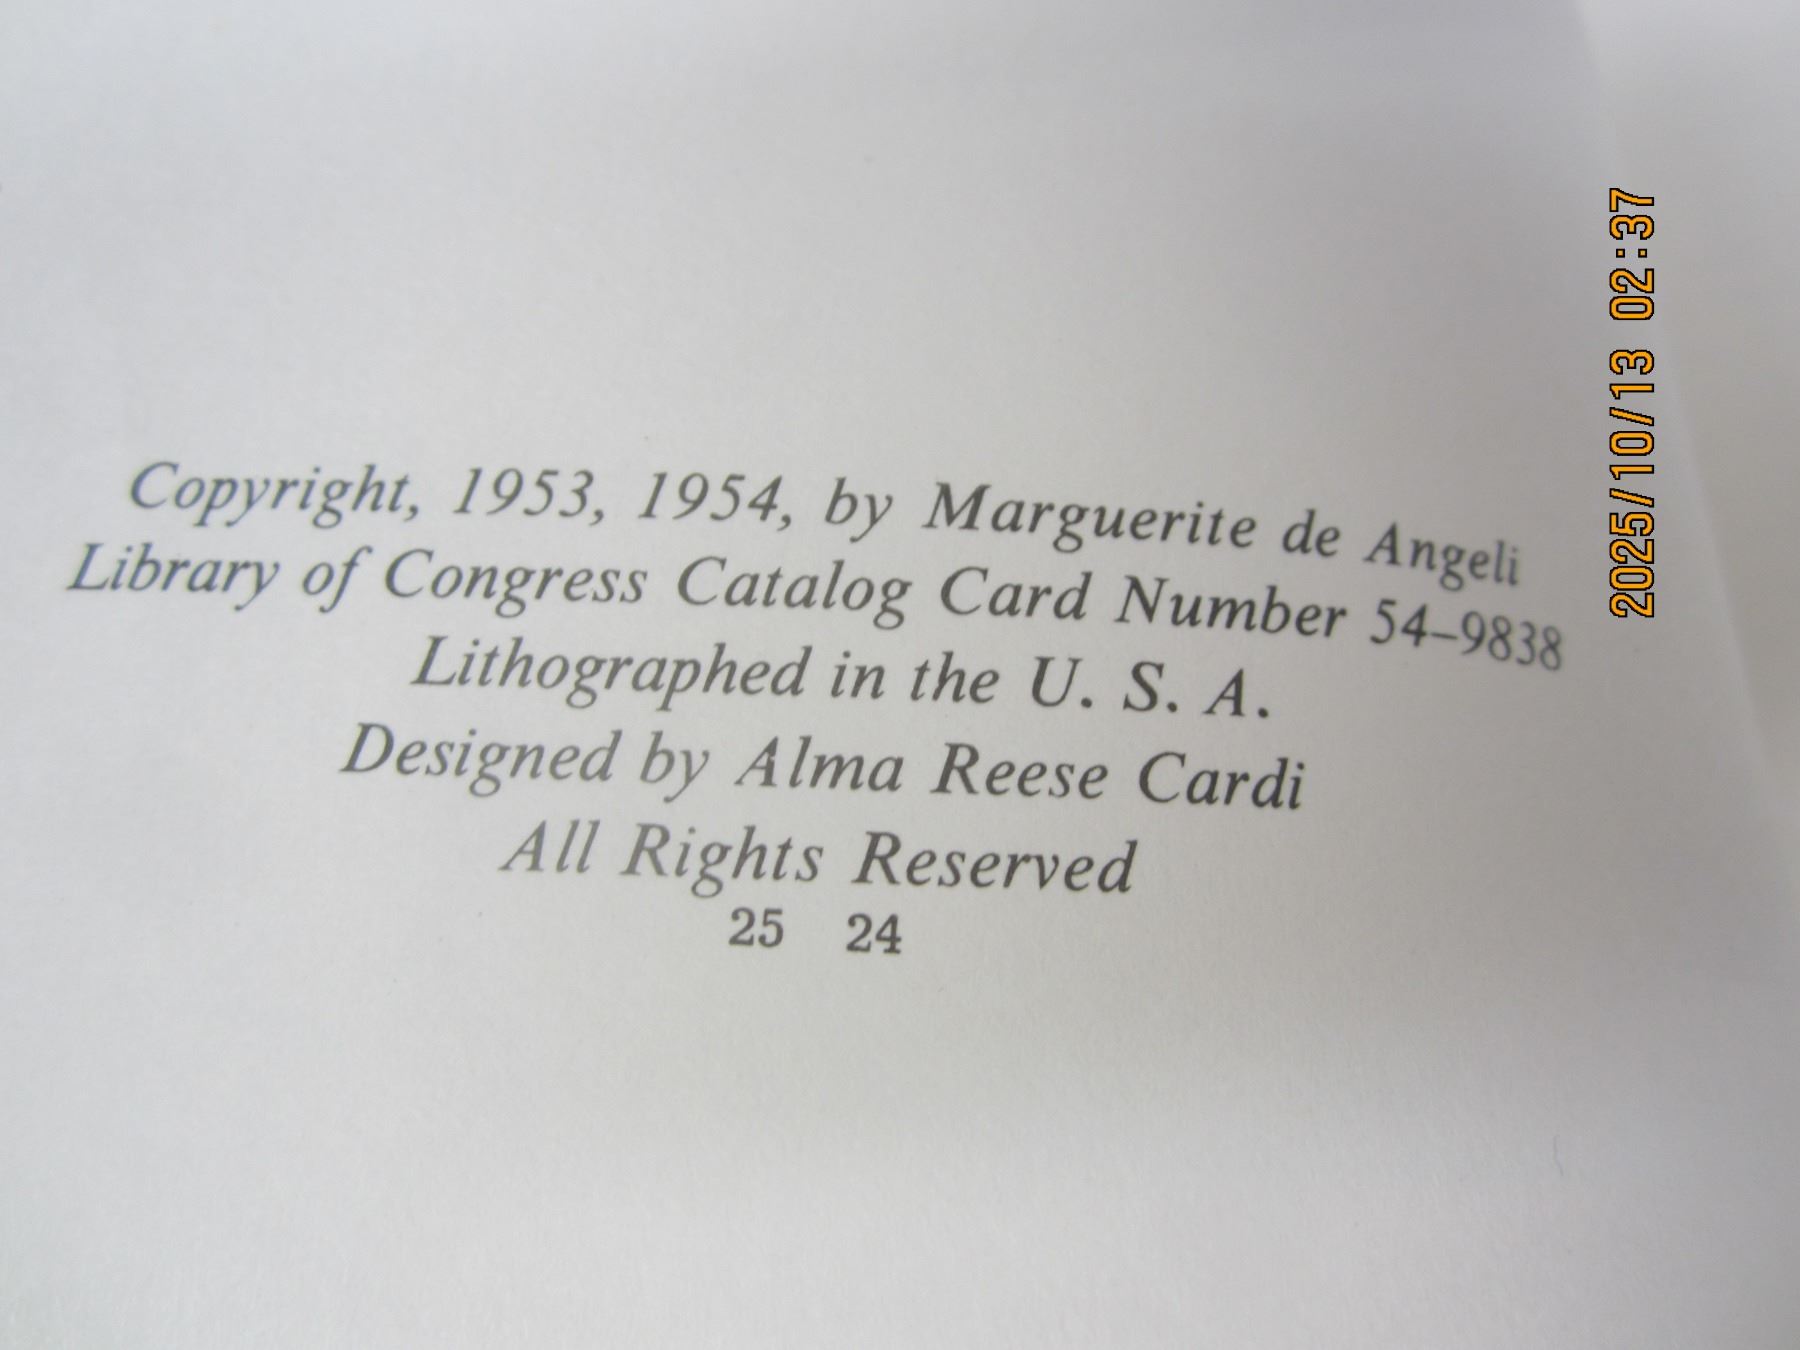 Copyright, 1953, 1954, by Marguerite de Angeli
Library of Congress Catalog Card Number 54–9838
Lithographed in the U. S. A.
Designed by Alma Reese Cardi
All Rights Reserved
25 24
2025/10/13 02:37